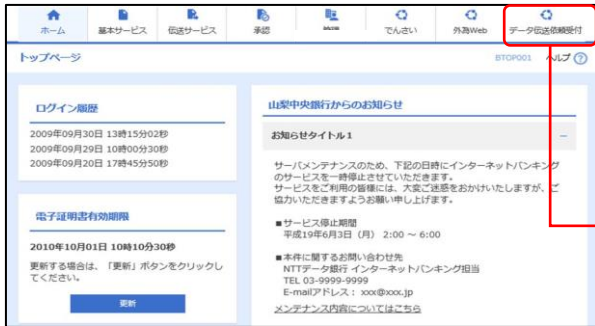 ホーム
基本サービス
伝送サービス
承認
管理
でんさい
外為Web
データ伝送依頼受付
トップページ
BTOP001 ヘルプ ?
ログイン履歴
2009年09月30日 13時15分02秒
2009年09月29日 10時00分30秒
2009年09月20日 17時45分50秒
電子証明書有効期限
2010年10月01日 10時10分30秒
更新する場合は、「更新」ボタンをクリックし
てください。
更新
山梨中央銀行からのお知らせ
お知らせタイトル1
サーバメンテナンスのため、下記の日時にインターネットバンキング
のサービスを一時停止させていただきます。
サービスをご利用の皆様には、大変ご迷惑をおかけいたしますが、ご
協力いただきますようお願い申し上げます。
■サービス停止期間
平成19年6月3日（月） 2:00 ～ 6:00
■本件に関するお問い合わせ先
NTTデータ銀行 インターネットバンキング担当
TEL 03-9999-9999
E-mailアドレス： xxx@xxx.jp
メンテナンス内容についてはこちら